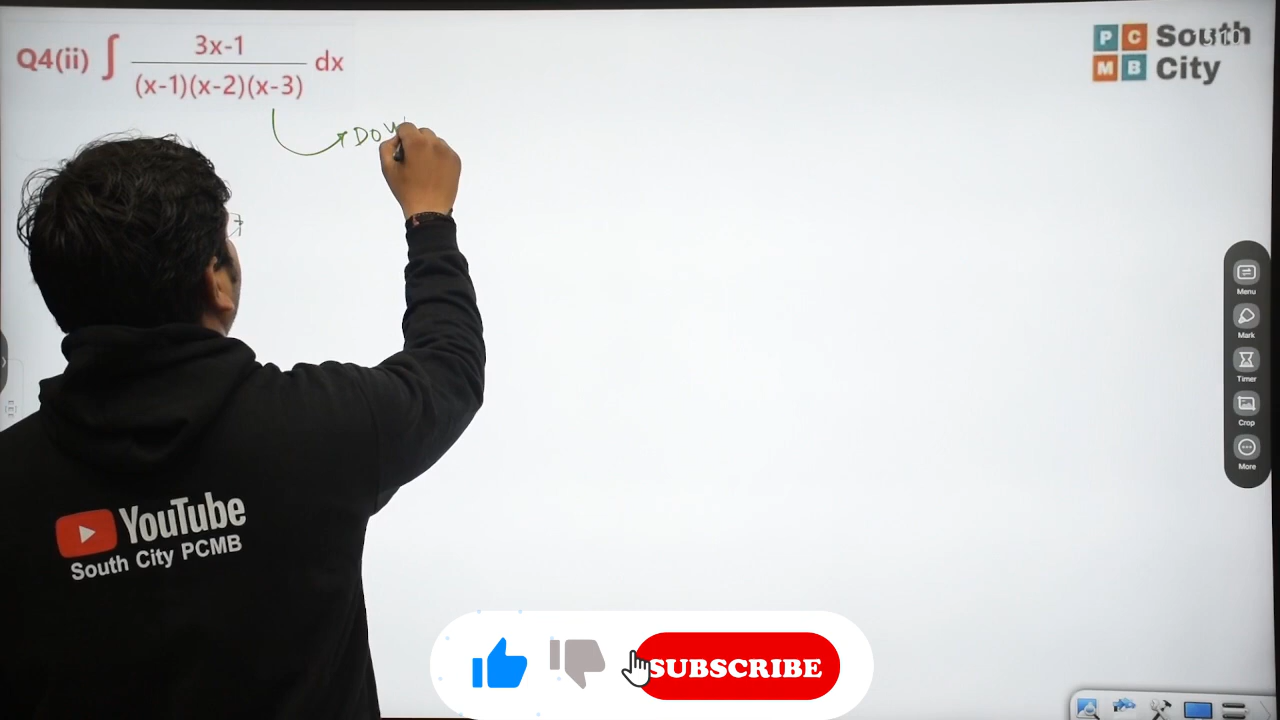 Q4(ii) ∫ 3x-1 / (x-1)(x-2)(x-3) dx
P C South
M B City
DO
Menu
Mark
Timer
Crop
More
YouTube
South City PCMB
SUBSCRIBE